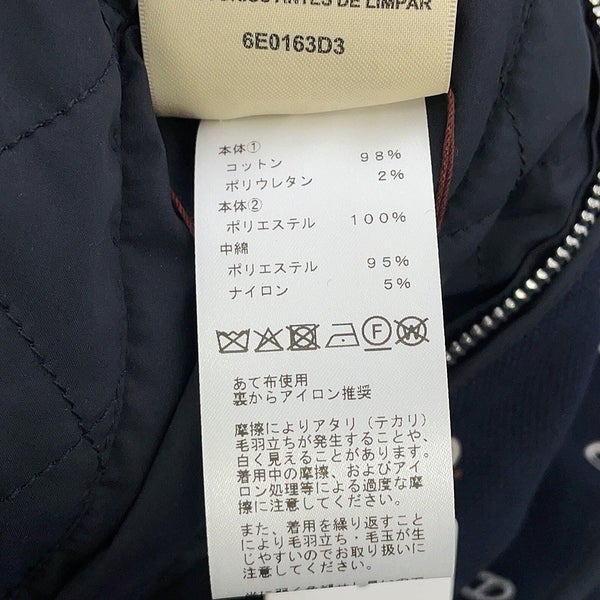 ANTES DE LIMPAR
6E0163D3
本体①
コットン 98%
ポリウレタン 2%
本体②
ポリエステル 100%
中綿
ポリエステル 95%
ナイロン 5%
F W
あて布使用
裏からアイロン推奨
摩擦によりアタリ（テカリ）
毛羽立ちが発生することや、
白く見えることがあります。
着用中の摩擦、およびアイ
ロン処理等による過度な摩
擦に注意してください。
また、着用を繰り返すこと
により毛羽立ち・毛玉が生
じやすいのでお取り扱いに
注意してください。
D